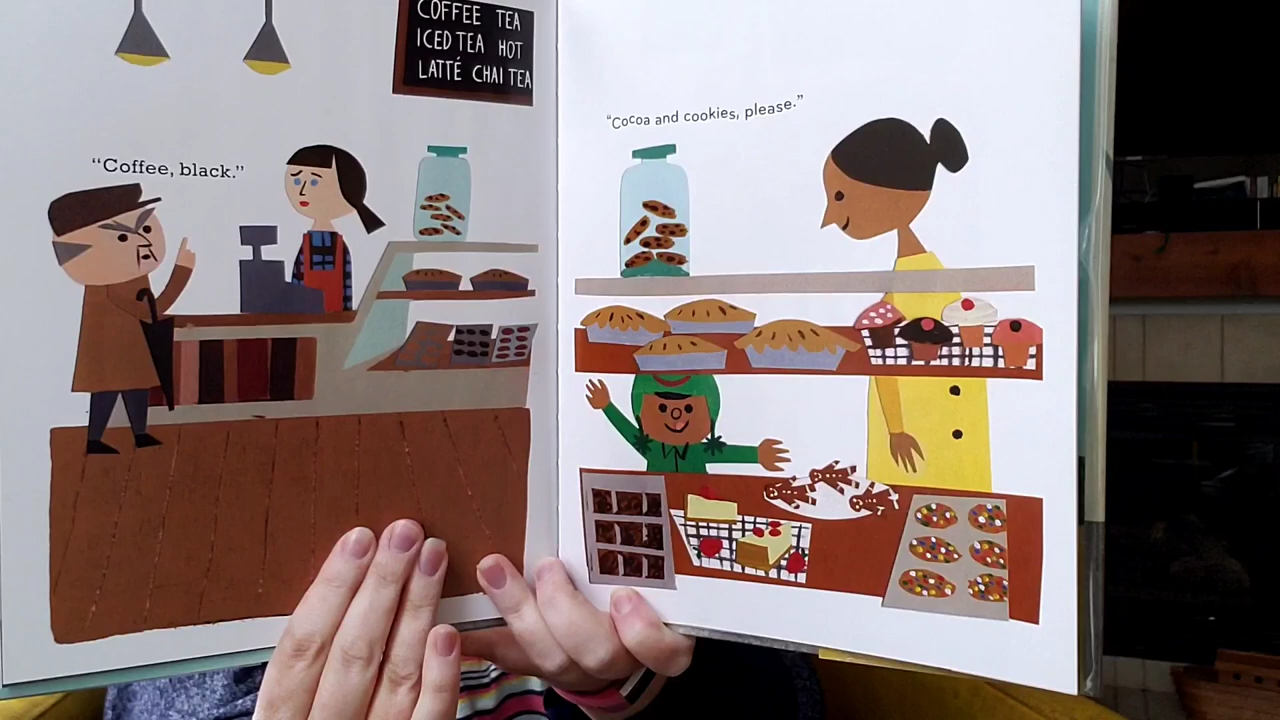 COFFEE TEA
ICED TEA HOT
LATTÉ CHAI TEA
“Coffee, black.”
“Cocoa and cookies, please.”